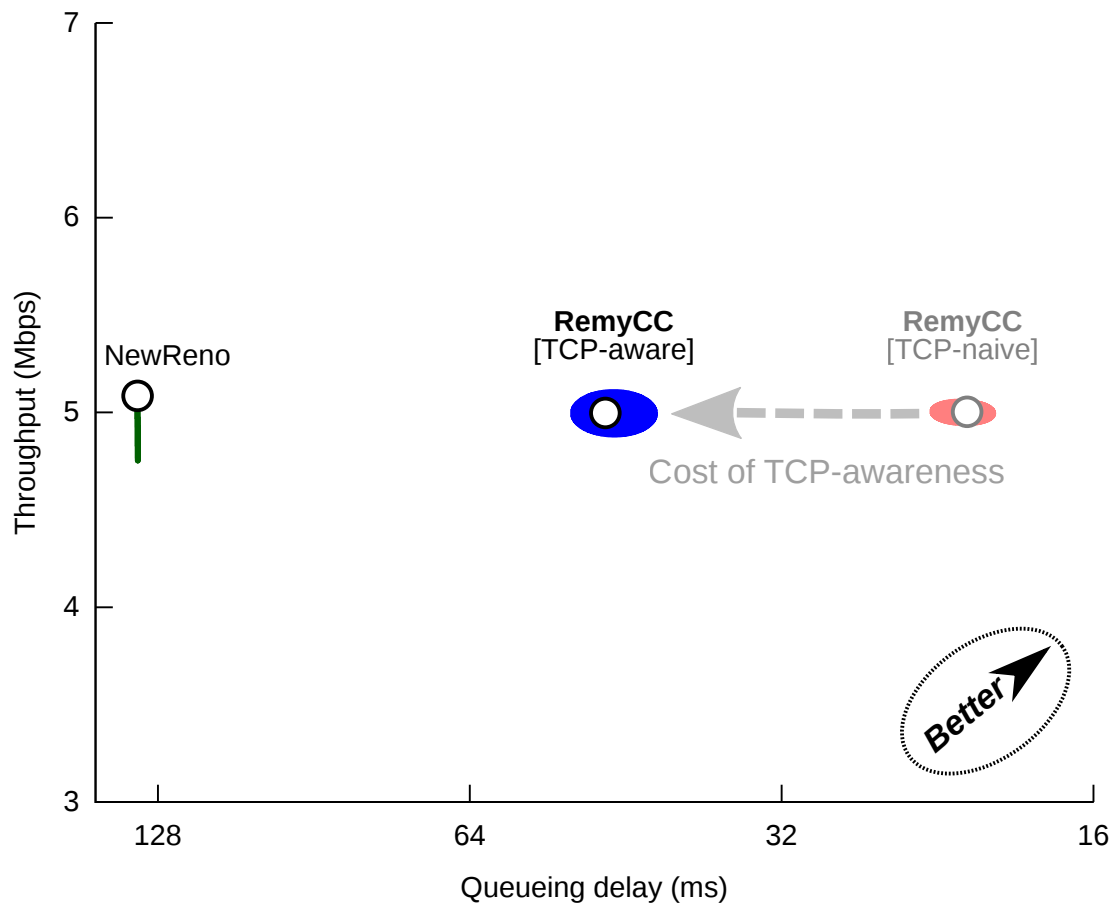 7
6
5
4
3
Throughput (Mbps)
NewReno
RemyCC
[TCP-aware]
RemyCC
[TCP-naive]
Cost of TCP-awareness
Better
128
64
32
16
Queueing delay (ms)